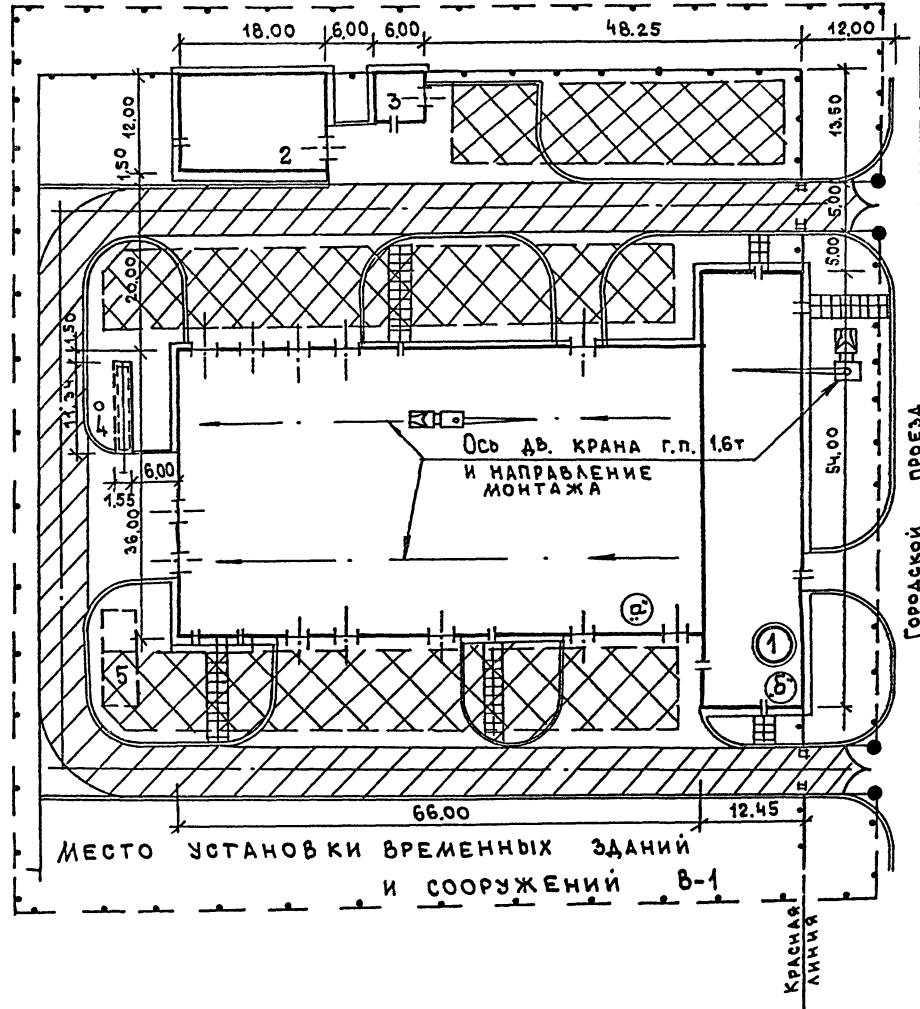 18.00
6.00
6.00
48.25
12.00
12.00
3
13.50
2
1.50
5.00
5.00
20.00
1.50
11.34
4
Ось дв. крана г.п. 1.6т
и направление
монтажа
54.00
6.00
1.55
36.00
Городской проезд
"а"
1
5
"б"
66.00
12.45
Место установки временных зданий
и сооружений В-1
Красная
линия